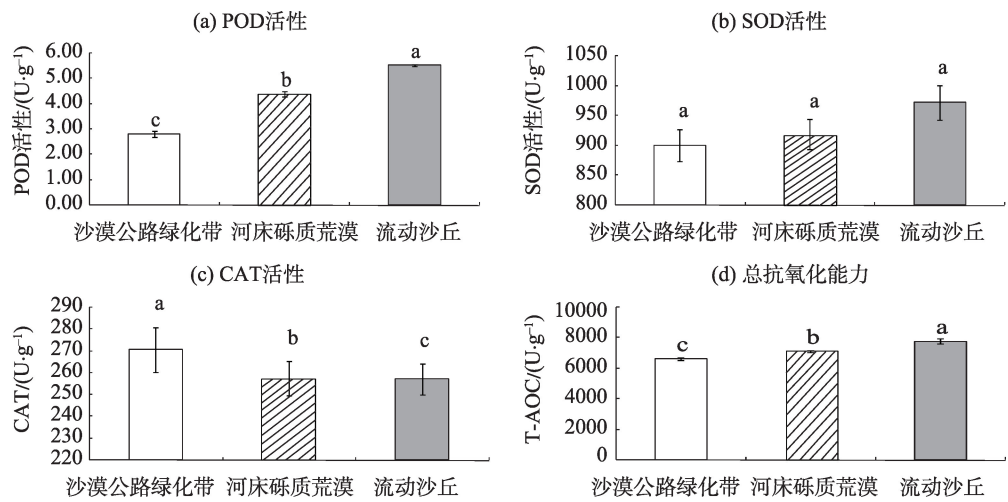 (a) POD活性
POD活性/(U·g⁻¹)
6.00
5.00
4.00
3.00
2.00
1.00
0.00
c
b
a
沙漠公路绿化带 河床砾质荒漠 流动沙丘
(b) SOD活性
SOD活性/(U·g⁻¹)
1050
1000
950
900
850
800
a
a
a
沙漠公路绿化带 河床砾质荒漠 流动沙丘
(c) CAT活性
CAT/(U·g⁻¹)
290
280
270
260
250
240
230
220
a
b
c
沙漠公路绿化带 河床砾质荒漠 流动沙丘
(d) 总抗氧化能力
T-AOC/(U·g⁻¹)
10000
8000
6000
4000
2000
0
c
b
a
沙漠公路绿化带 河床砾质荒漠 流动沙丘